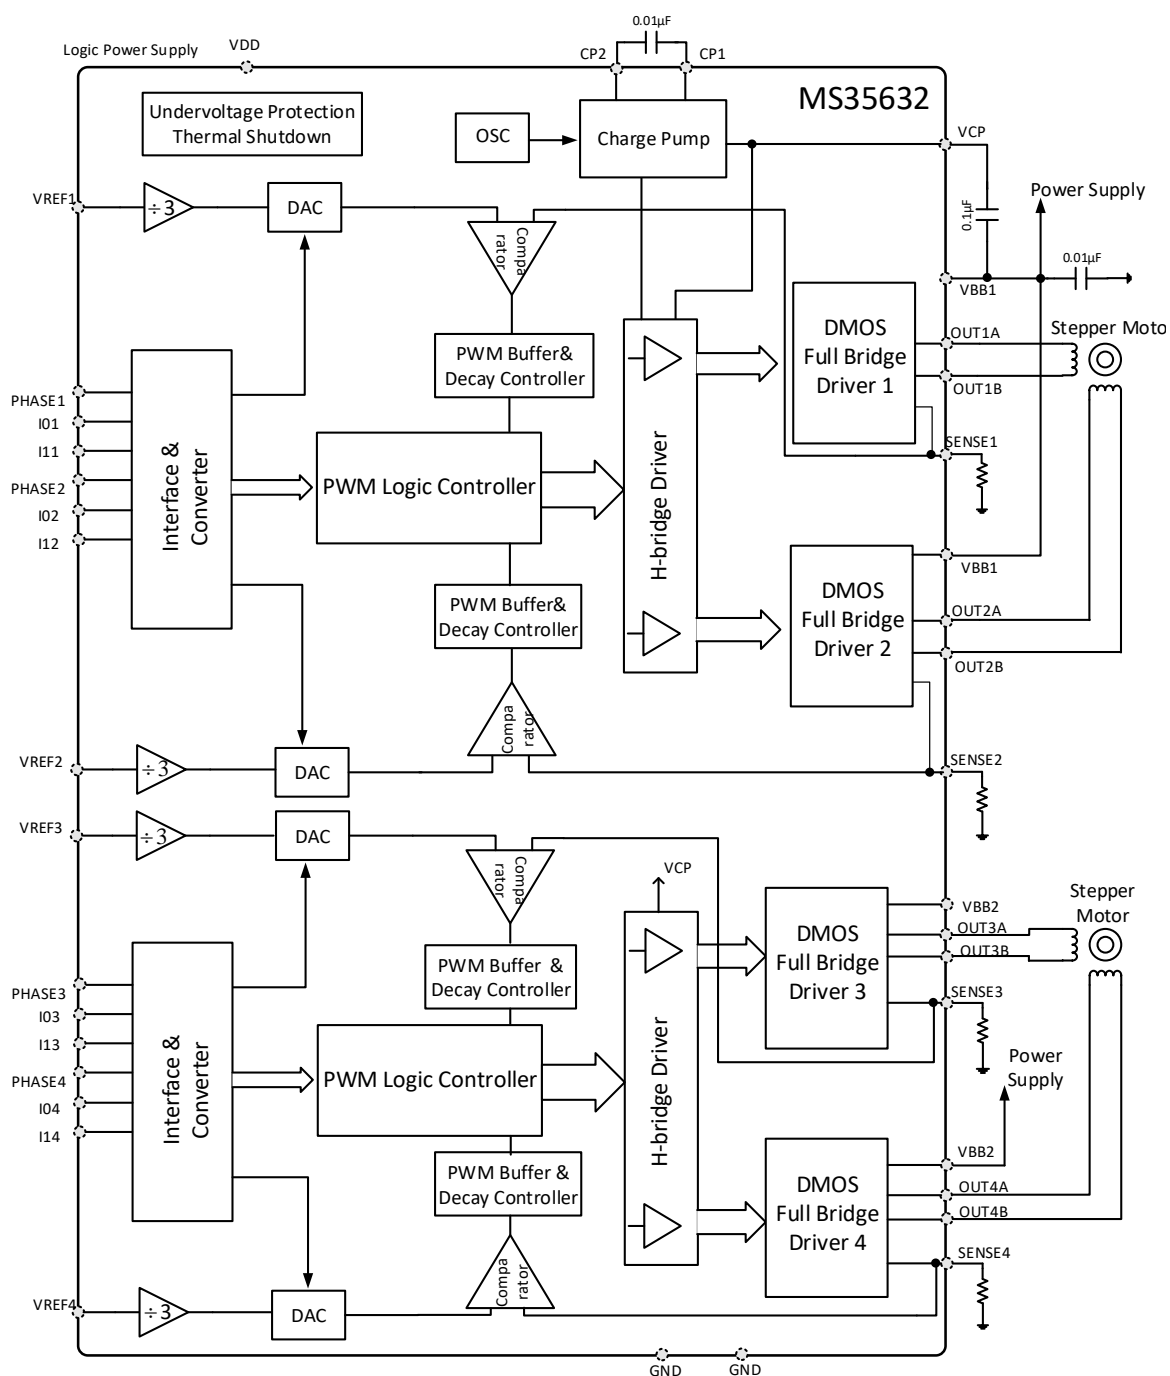 0.01µF
Logic Power Supply
VDD
CP2
CP1
MS35632
Undervoltage Protection
Thermal Shutdown
OSC
Charge Pump
VCP
VREF1
÷3
DAC
Compa
rator
0.1µF
Power Supply
0.01µF
VBB1
DMOS
Full Bridge
Driver 1
OUT1A
Stepper Moto
OUT1B
PWM Buffer&
Decay Controller
PHASE1
I01
I11
PHASE2
I02
I12
Interface &
Converter
PWM Logic Controller
H-bridge Driver
SENSE1
VBB1
DMOS
Full Bridge
Driver 2
OUT2A
OUT2B
PWM Buffer&
Decay Controller
Compa
rator
VREF2
÷3
DAC
SENSE2
VREF3
÷3
DAC
Compa
rator
VCP
DMOS
Full Bridge
Driver 3
VBB2
OUT3A
OUT3B
Stepper
Motor
PWM Buffer &
Decay Controller
SENSE3
PHASE3
I03
I13
PHASE4
I04
I14
Interface &
Converter
PWM Logic Controller
H-bridge Driver
Power
Supply
DMOS
Full Bridge
Driver 4
VBB2
OUT4A
OUT4B
PWM Buffer &
Decay Controller
SENSE4
Compa
rator
VREF4
÷3
DAC
GND
GND